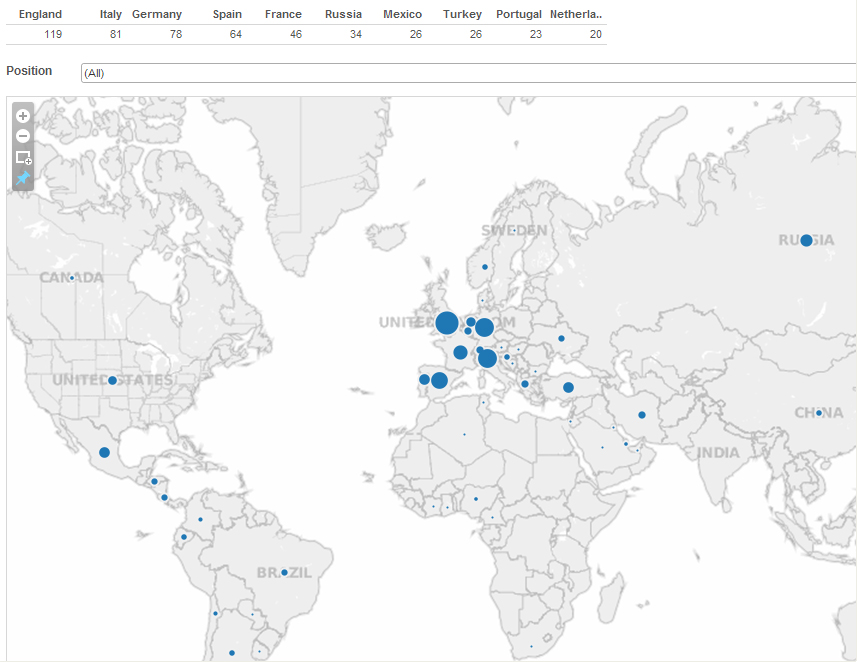 England Italy Germany Spain France Russia Mexico Turkey Portugal Netherla..
119 81 78 64 46 34 26 26 23 20
Position (All)
SWEDEN
RUSSIA
CANADA
UNITED KINGDOM
UNITED STATES
CHINA
INDIA
BRAZIL